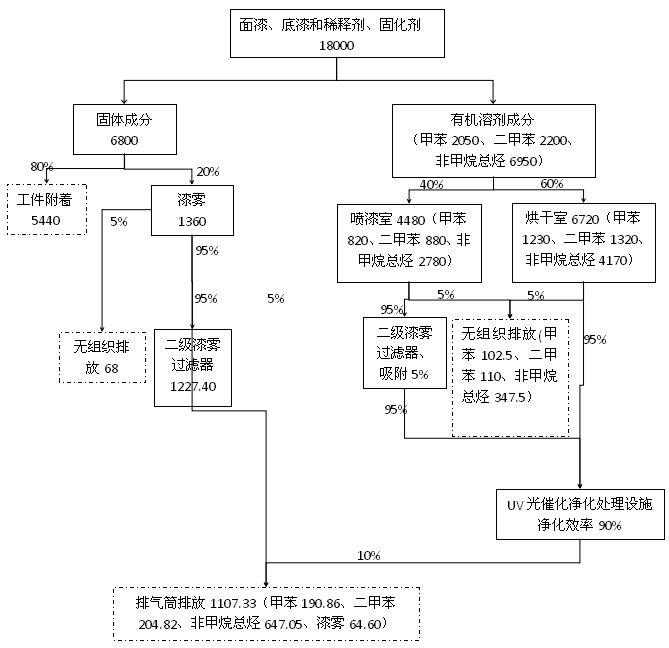 面漆、底漆和稀释剂、固化剂
18000
固体成分
6800
有机溶剂成分
（甲苯 2050、二甲苯 2200、
非甲烷总烃 6950）
80%
20%
40%
60%
工件附着
5440
漆雾
1360
喷漆室 4480（甲苯
820、二甲苯 880、非
甲烷总烃 2780）
烘干室 6720（甲苯
1230、二甲苯 1320、
非甲烷总烃 4170）
5%
95%
95%
5%
5%
5%
95%
95%
无组织排
放 68
二级漆雾
过滤器
1227.40
二级漆雾
过滤器、
吸附 5%
无组织排放(甲
苯 102.5、二甲
苯 110、非甲烷
总烃 347.5）
95%
UV 光催化净化处理设施
净化效率 90%
10%
排气筒排放 1107.33（甲苯 190.86、二甲苯
204.82、非甲烷总烃 647.05、漆雾 64.60）